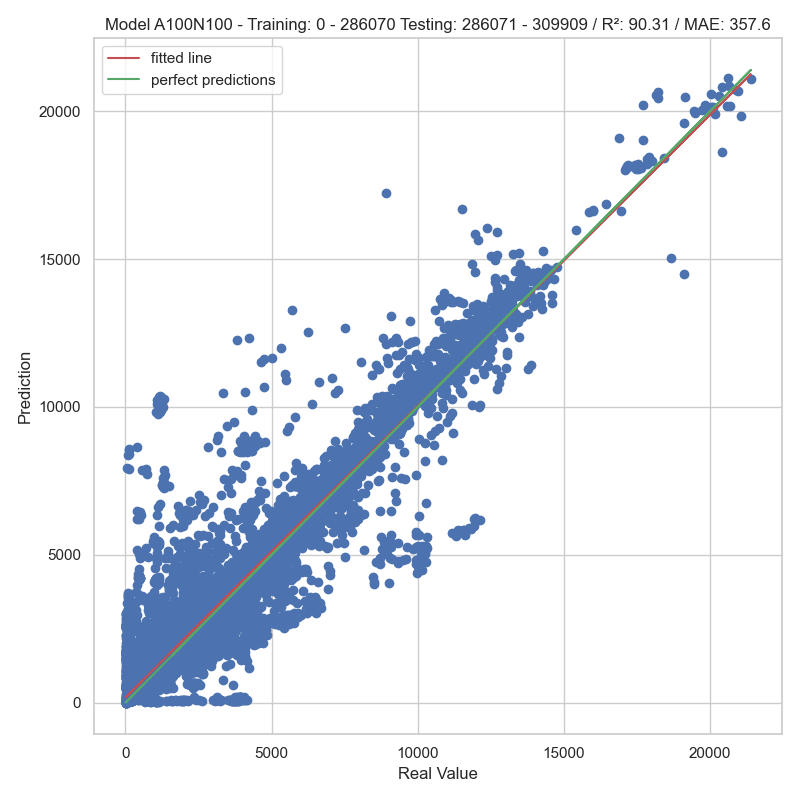 Model A100N100 - Training: 0 - 286070 Testing: 286071 - 309909 / R²: 90.31 / MAE: 357.6
fitted line
perfect predictions
20000
15000
10000
5000
0
Prediction
0 5000 10000 15000 20000
Real Value